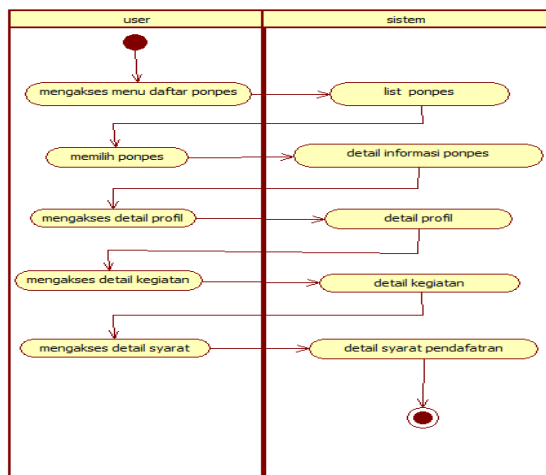 user
sistem
mengakses menu daftar ponpes
list ponpes
memilih ponpes
detail informasi ponpes
mengakses detail profil
detail profil
mengakses detail kegiatan
detail kegiatan
mengakses detail syarat
detail syarat pendafatran